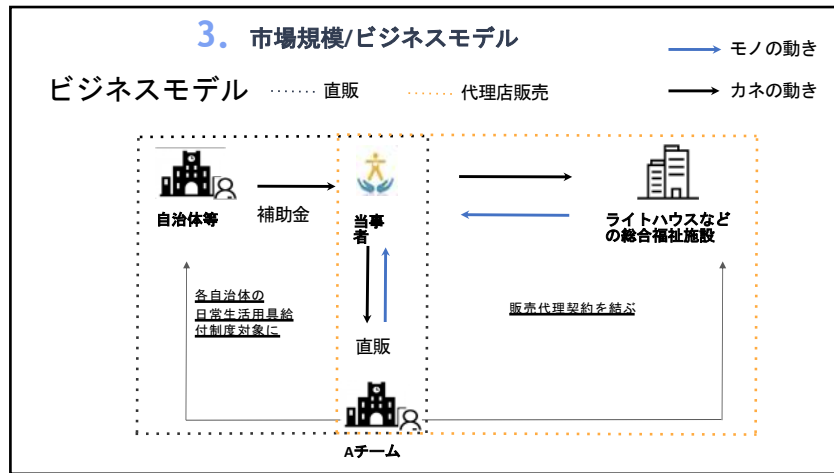 3. 市場規模/ビジネスモデル
モノの動き
カネの動き
ビジネスモデル
直販
代理店販売
自治体等
補助金
当事
者
ライトハウスなど
の総合福祉施設
各自治体の
日常生活用具給
付制度対象に
販売代理契約を結ぶ
直販
Aチーム